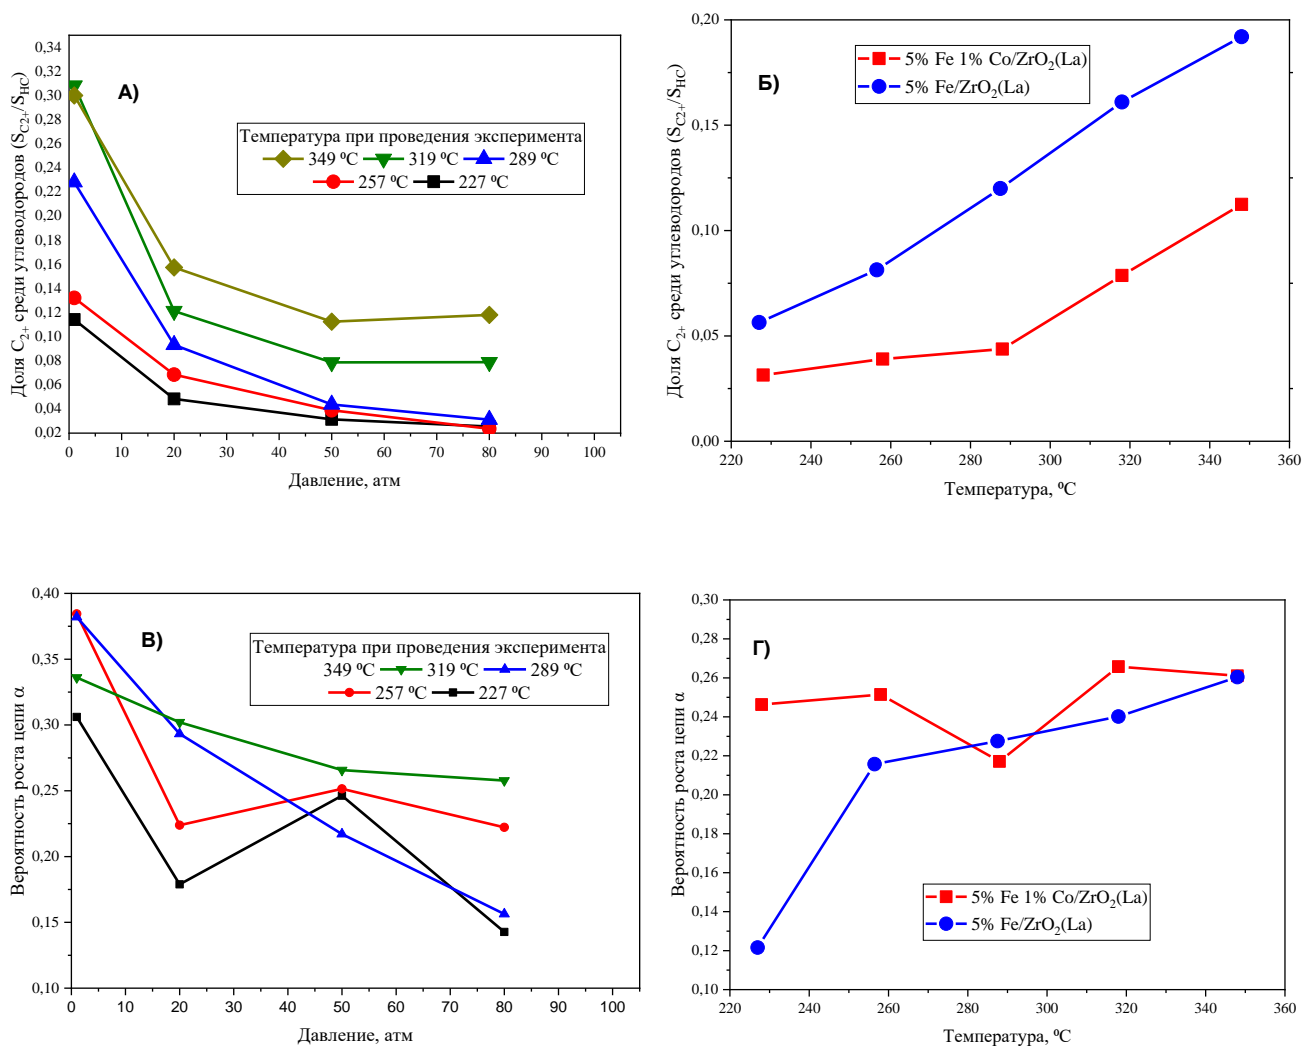 А)
Доля C2+ среди углеводородов (SC2+/SHC)
0,34
0,32
0,30
0,28
0,26
0,24
0,22
0,20
0,18
0,16
0,14
0,12
0,10
0,08
0,06
0,04
0,02
Температура при проведения эксперимента
349 ºC 319 ºC 289 ºC
257 ºC 227 ºC
0 10 20 30 40 50 60 70 80 90 100
Давление, атм
Б)
Доля C2+ среди углеводородов (SC2+/SHC)
0,20
0,15
0,10
0,05
0,00
5% Fe 1% Co/ZrO2(La)
5% Fe/ZrO2(La)
220 240 260 280 300 320 340 360
Температура, ºC
В)
Вероятность роста цепи α
0,40
0,35
0,30
0,25
0,20
0,15
0,10
Температура при проведения эксперимента
349 ºC 319 ºC 289 ºC
257 ºC 227 ºC
0 10 20 30 40 50 60 70 80 90 100
Давление, атм
Г)
Вероятность роста цепи α
0,30
0,28
0,26
0,24
0,22
0,20
0,18
0,16
0,14
0,12
0,10
5% Fe 1% Co/ZrO2(La)
5% Fe/ZrO2(La)
220 240 260 280 300 320 340 360
Температура, ºC